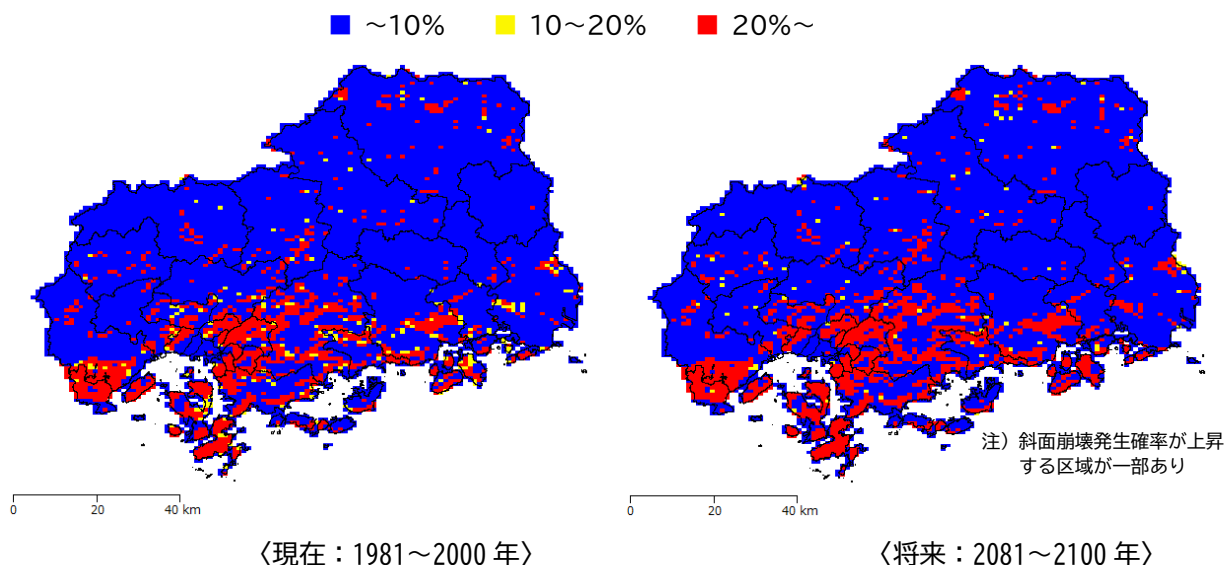 ～10% 10～20% 20%～
注）斜面崩壊発生確率が上昇
する区域が一部あり
0 20 40 km
0 20 40 km
〈現在：1981～2000 年〉
〈将来：2081～2100 年〉